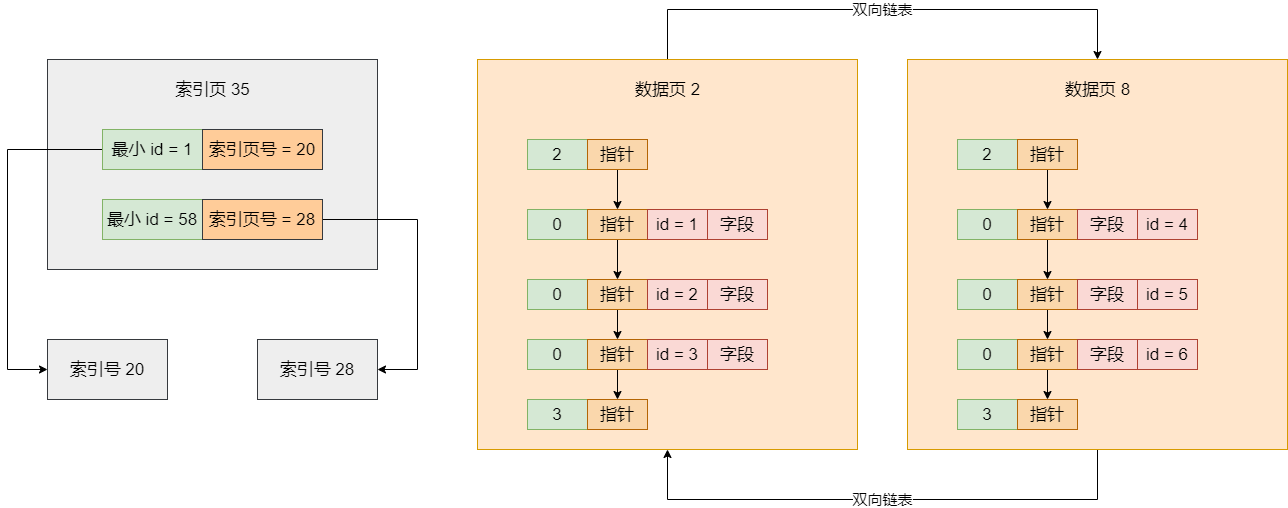 双向链表
索引页 35
最小 id = 1 索引页号 = 20
最小 id = 58 索引页号 = 28
索引号 20
索引号 28
数据页 2
2 指针
0 指针 id = 1 字段
0 指针 id = 2 字段
0 指针 id = 3 字段
3 指针
数据页 8
2 指针
0 指针 字段 id = 4
0 指针 字段 id = 5
0 指针 字段 id = 6
3 指针
双向链表